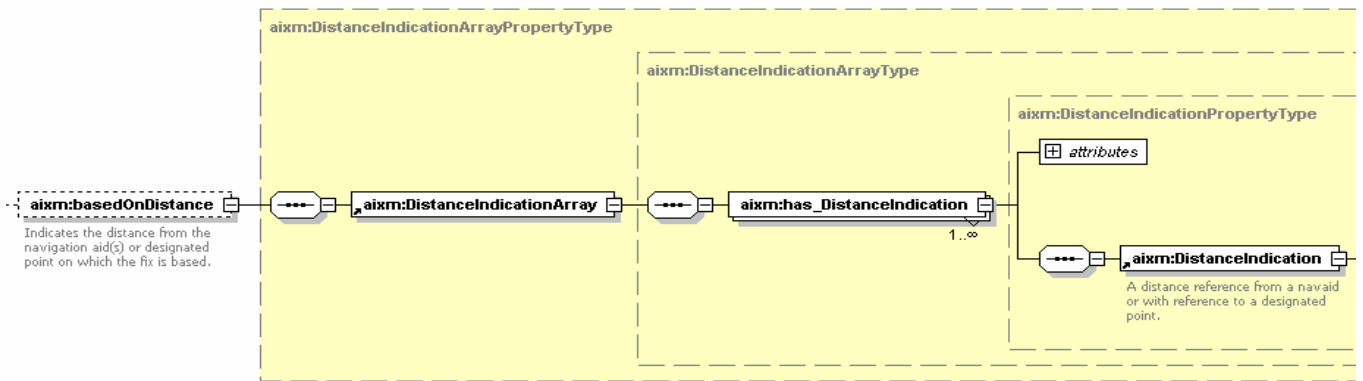 aixm:DistanceIndicationArrayPropertyType
aixm:DistanceIndicationArrayType
aixm:DistanceIndicationPropertyType
attributes
aixm:basedOnDistance
aixm:DistanceIndicationArray
aixm:has_DistanceIndication
1..∞
Indicates the distance from the
navigation aid(s) or designated
point on which the fix is based.
aixm:DistanceIndication
A distance reference from a navaid
or with reference to a designated
point.